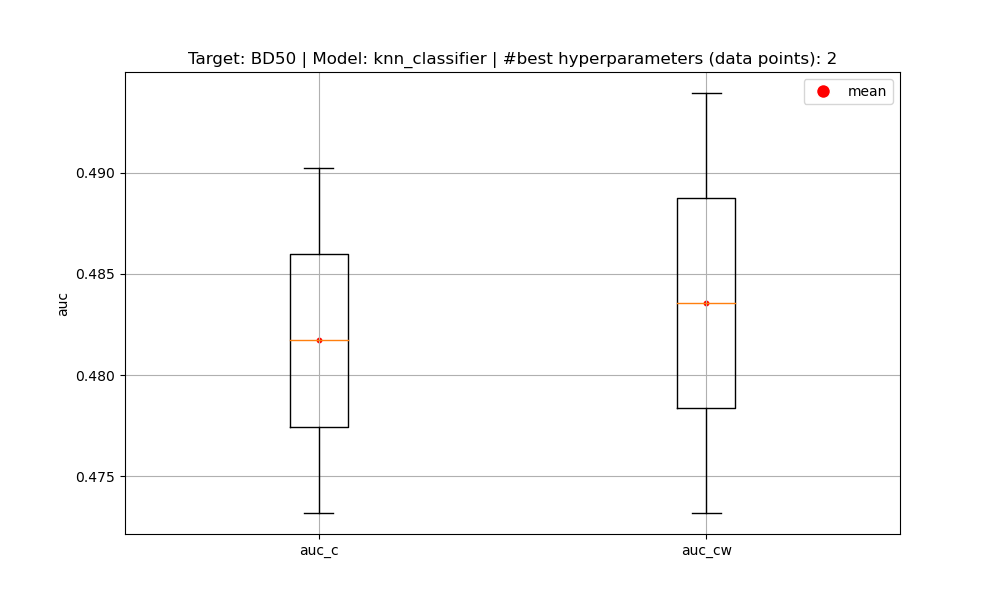 Target: BD50 | Model: knn_classifier | #best hyperparameters (data points): 2
mean
0.490
0.485
0.480
0.475
auc
auc_c
auc_cw